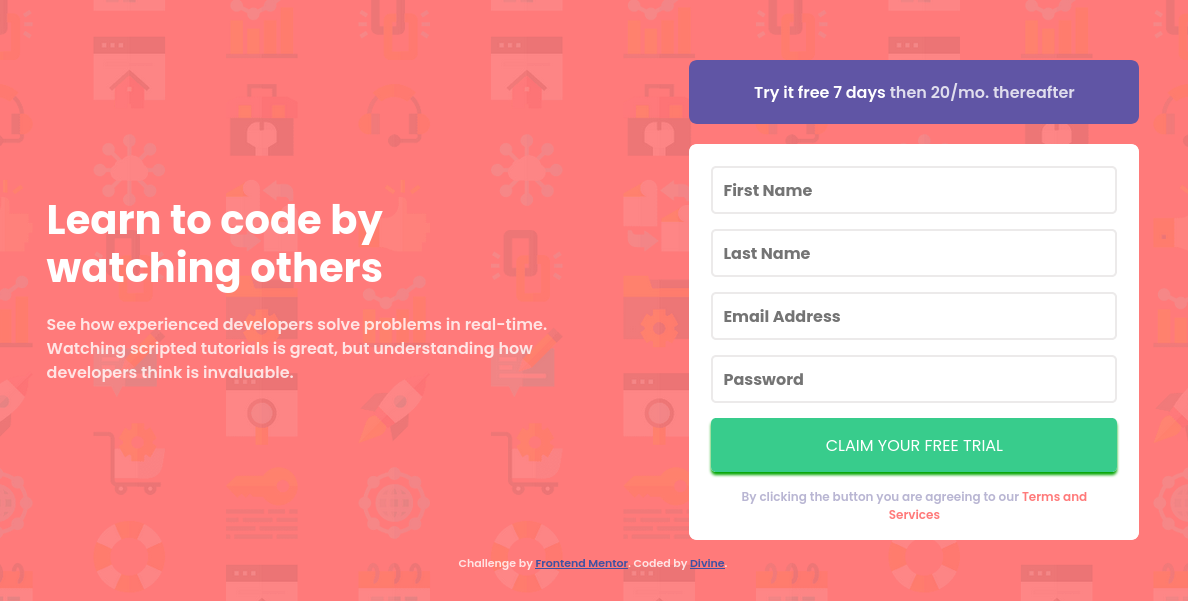 Learn to code by
watching others
See how experienced developers solve problems in real-time.
Watching scripted tutorials is great, but understanding how
developers think is invaluable.
Try it free 7 days then 20/mo. thereafter
First Name
Last Name
Email Address
Password
CLAIM YOUR FREE TRIAL
By clicking the button you are agreeing to our Terms and
Services
Challenge by Frontend Mentor. Coded by Divine.